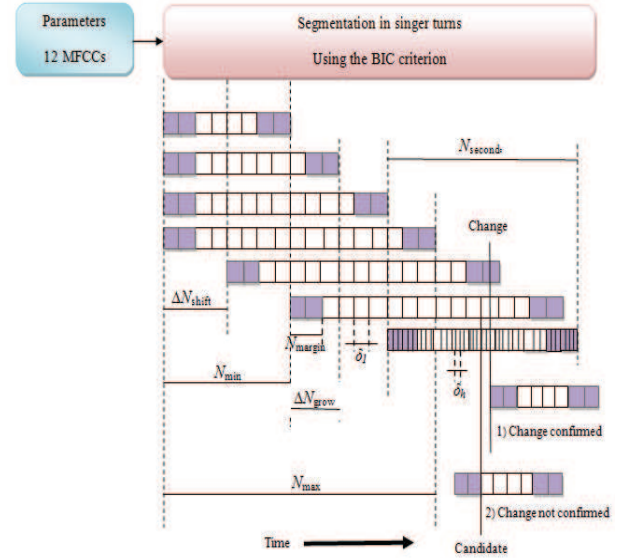 Parameters
12 MFCCs
Segmentation in singer turns
Using the BIC criterion
Nsecond,
Change
ΔNshift
Nmargin
δl
Nmin
δh
ΔNgrow
1) Change confirmed
Nmax
2) Change not confirmed
Time
Candidate